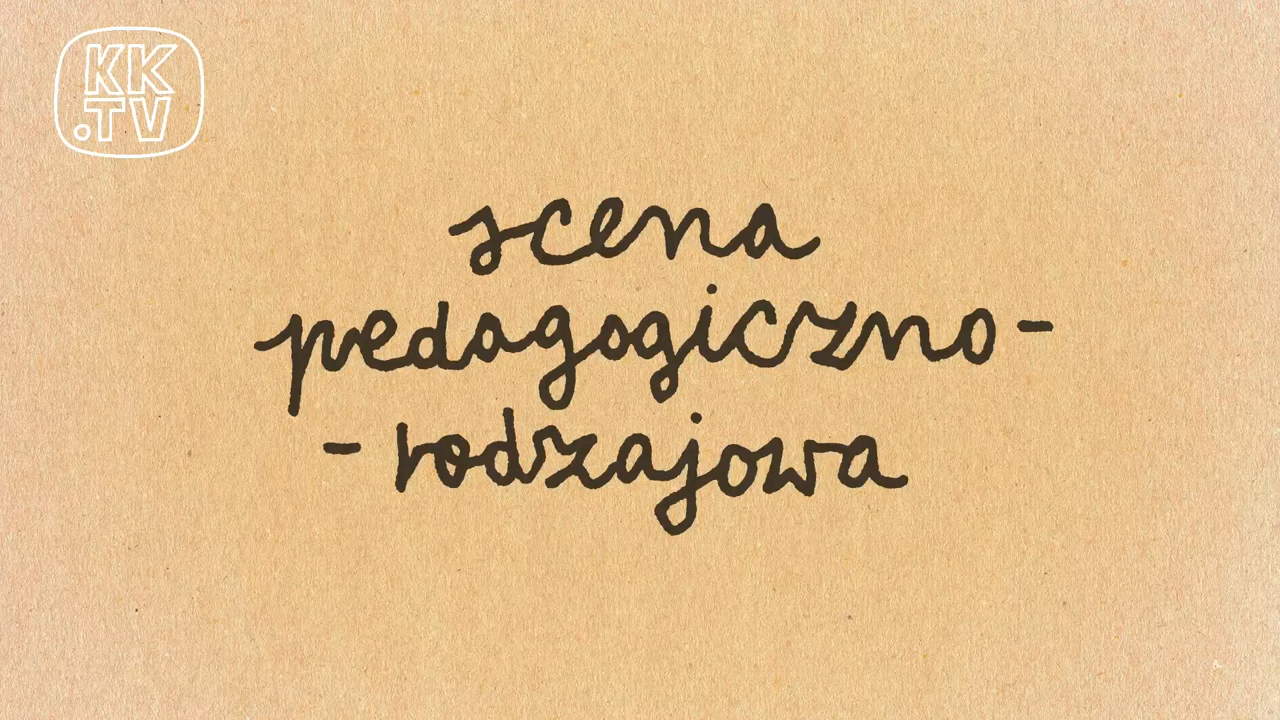 KK
.TV
scena
pedagogiczno-
- rodzajowa